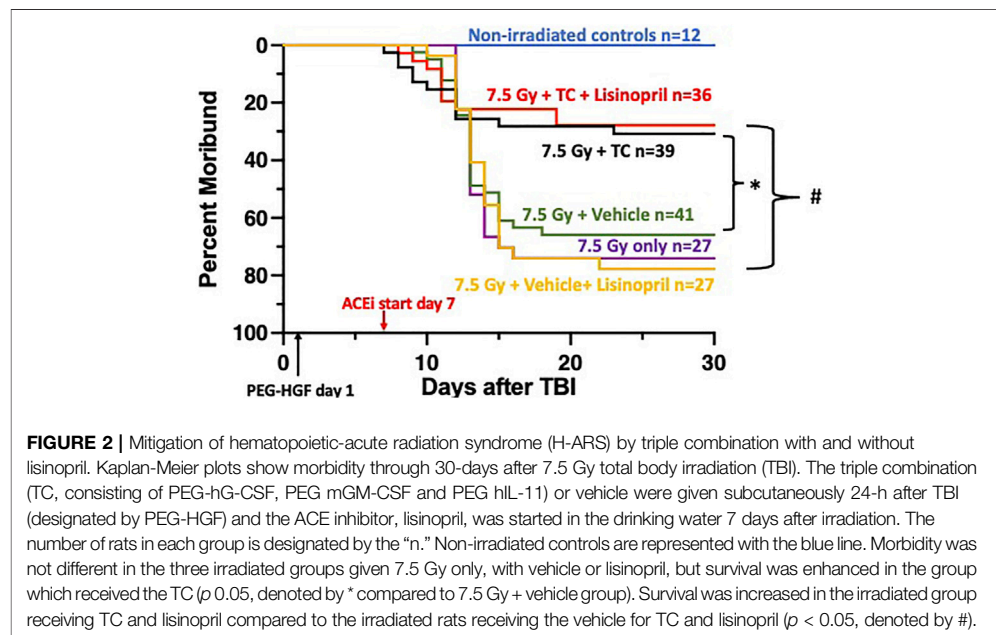 Non-irradiated controls n=12
0
20
40
60
80
100
Percent Moribund
7.5 Gy + TC + Lisinopril n=36
7.5 Gy + TC n=39
7.5 Gy + Vehicle n=41
7.5 Gy only n=27
7.5 Gy + Vehicle+ Lisinopril n=27
*
#
ACEi start day 7
0
10
20
30
PEG-HGF day 1
Days after TBI
FIGURE 2 | Mitigation of hematopoietic-acute radiation syndrome (H-ARS) by triple combination with and without
lisinopril. Kaplan-Meier plots show morbidity through 30-days after 7.5 Gy total body irradiation (TBI). The triple combination
(TC, consisting of PEG-hG-CSF, PEG mGM-CSF and PEG hIL-11) or vehicle were given subcutaneously 24-h after TBI
(designated by PEG-HGF) and the ACE inhibitor, lisinopril, was started in the drinking water 7 days after irradiation. The
number of rats in each group is designated by the “n.” Non-irradiated controls are represented with the blue line. Morbidity was
not different in the three irradiated groups given 7.5 Gy only, with vehicle or lisinopril, but survival was enhanced in the group
which received the TC (p 0.05, denoted by * compared to 7.5 Gy + vehicle group). Survival was increased in the irradiated group
receiving TC and lisinopril compared to the irradiated rats receiving the vehicle for TC and lisinopril (p < 0.05, denoted by #).